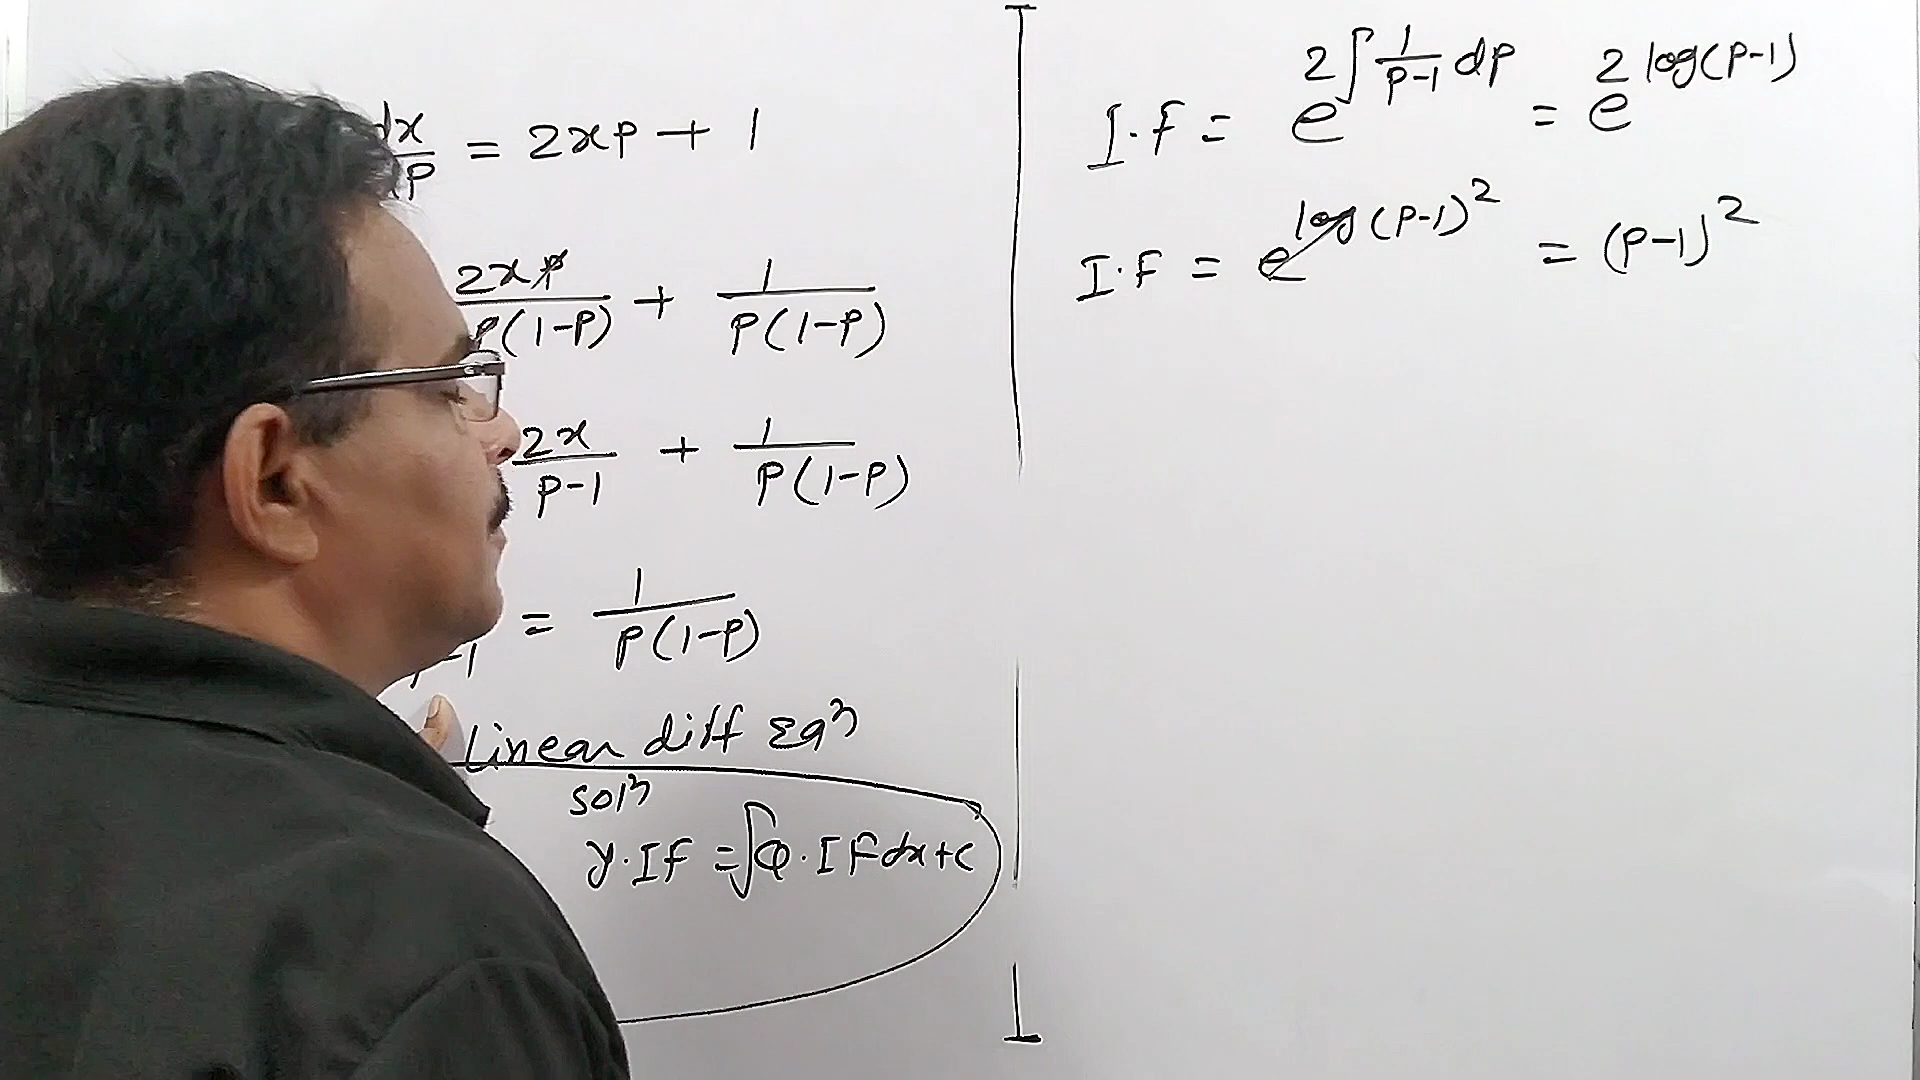 dx/dp = 2xp + 1
2xp/p(1-p) + 1/p(1-p)
2x/p-1 + 1/p(1-p)
p-1 = 1/p(1-p)
Linear diff Eqn
soln
y·IF = ∫Q·IF dx + c
I·F = e^{2∫1/p-1 dp} = e^{2 log(p-1)}
I·F = e^{log(p-1)^2} = (p-1)^2